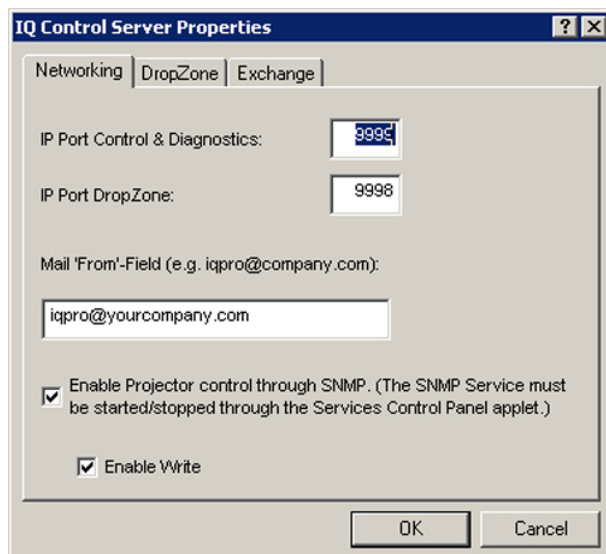 IQ Control Server Properties
Networking DropZone Exchange
IP Port Control & Diagnostics: 9999
IP Port DropZone: 9998
Mail 'From'-Field (e.g. iqpro@company.com):
iqpro@yourcompany.com
Enable Projector control through SNMP. (The SNMP Service must
be started/stopped through the Services Control Panel applet.)
Enable Write
OK Cancel